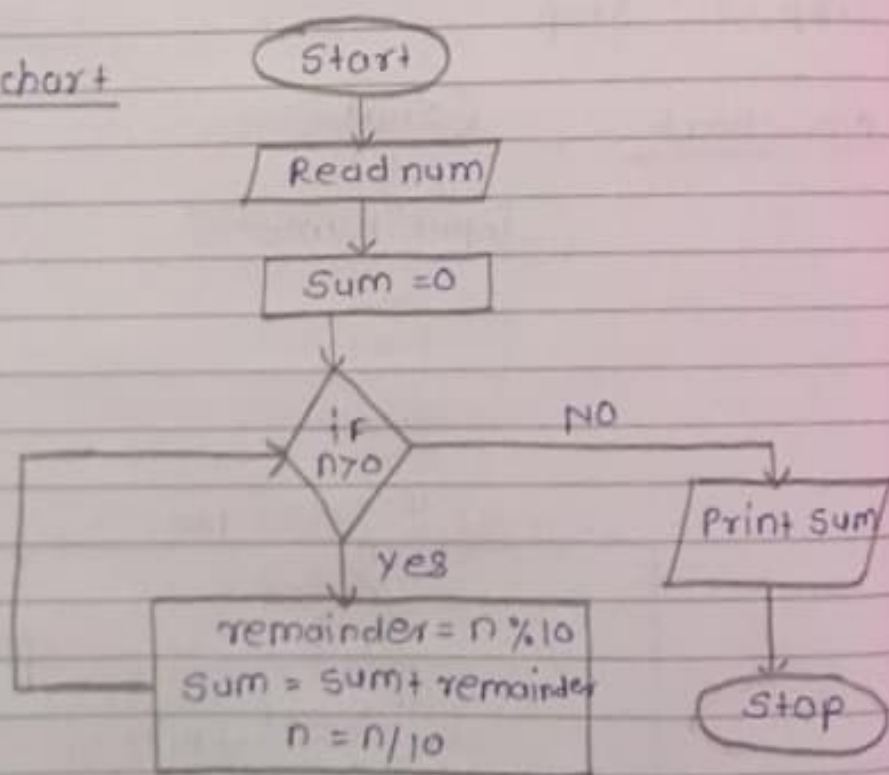 chart
Start
Read num
Sum =0
if
n>0
NO
yes
Print Sum
remainder = n %10
Sum = sum+ remainder
n = n/10
Stop